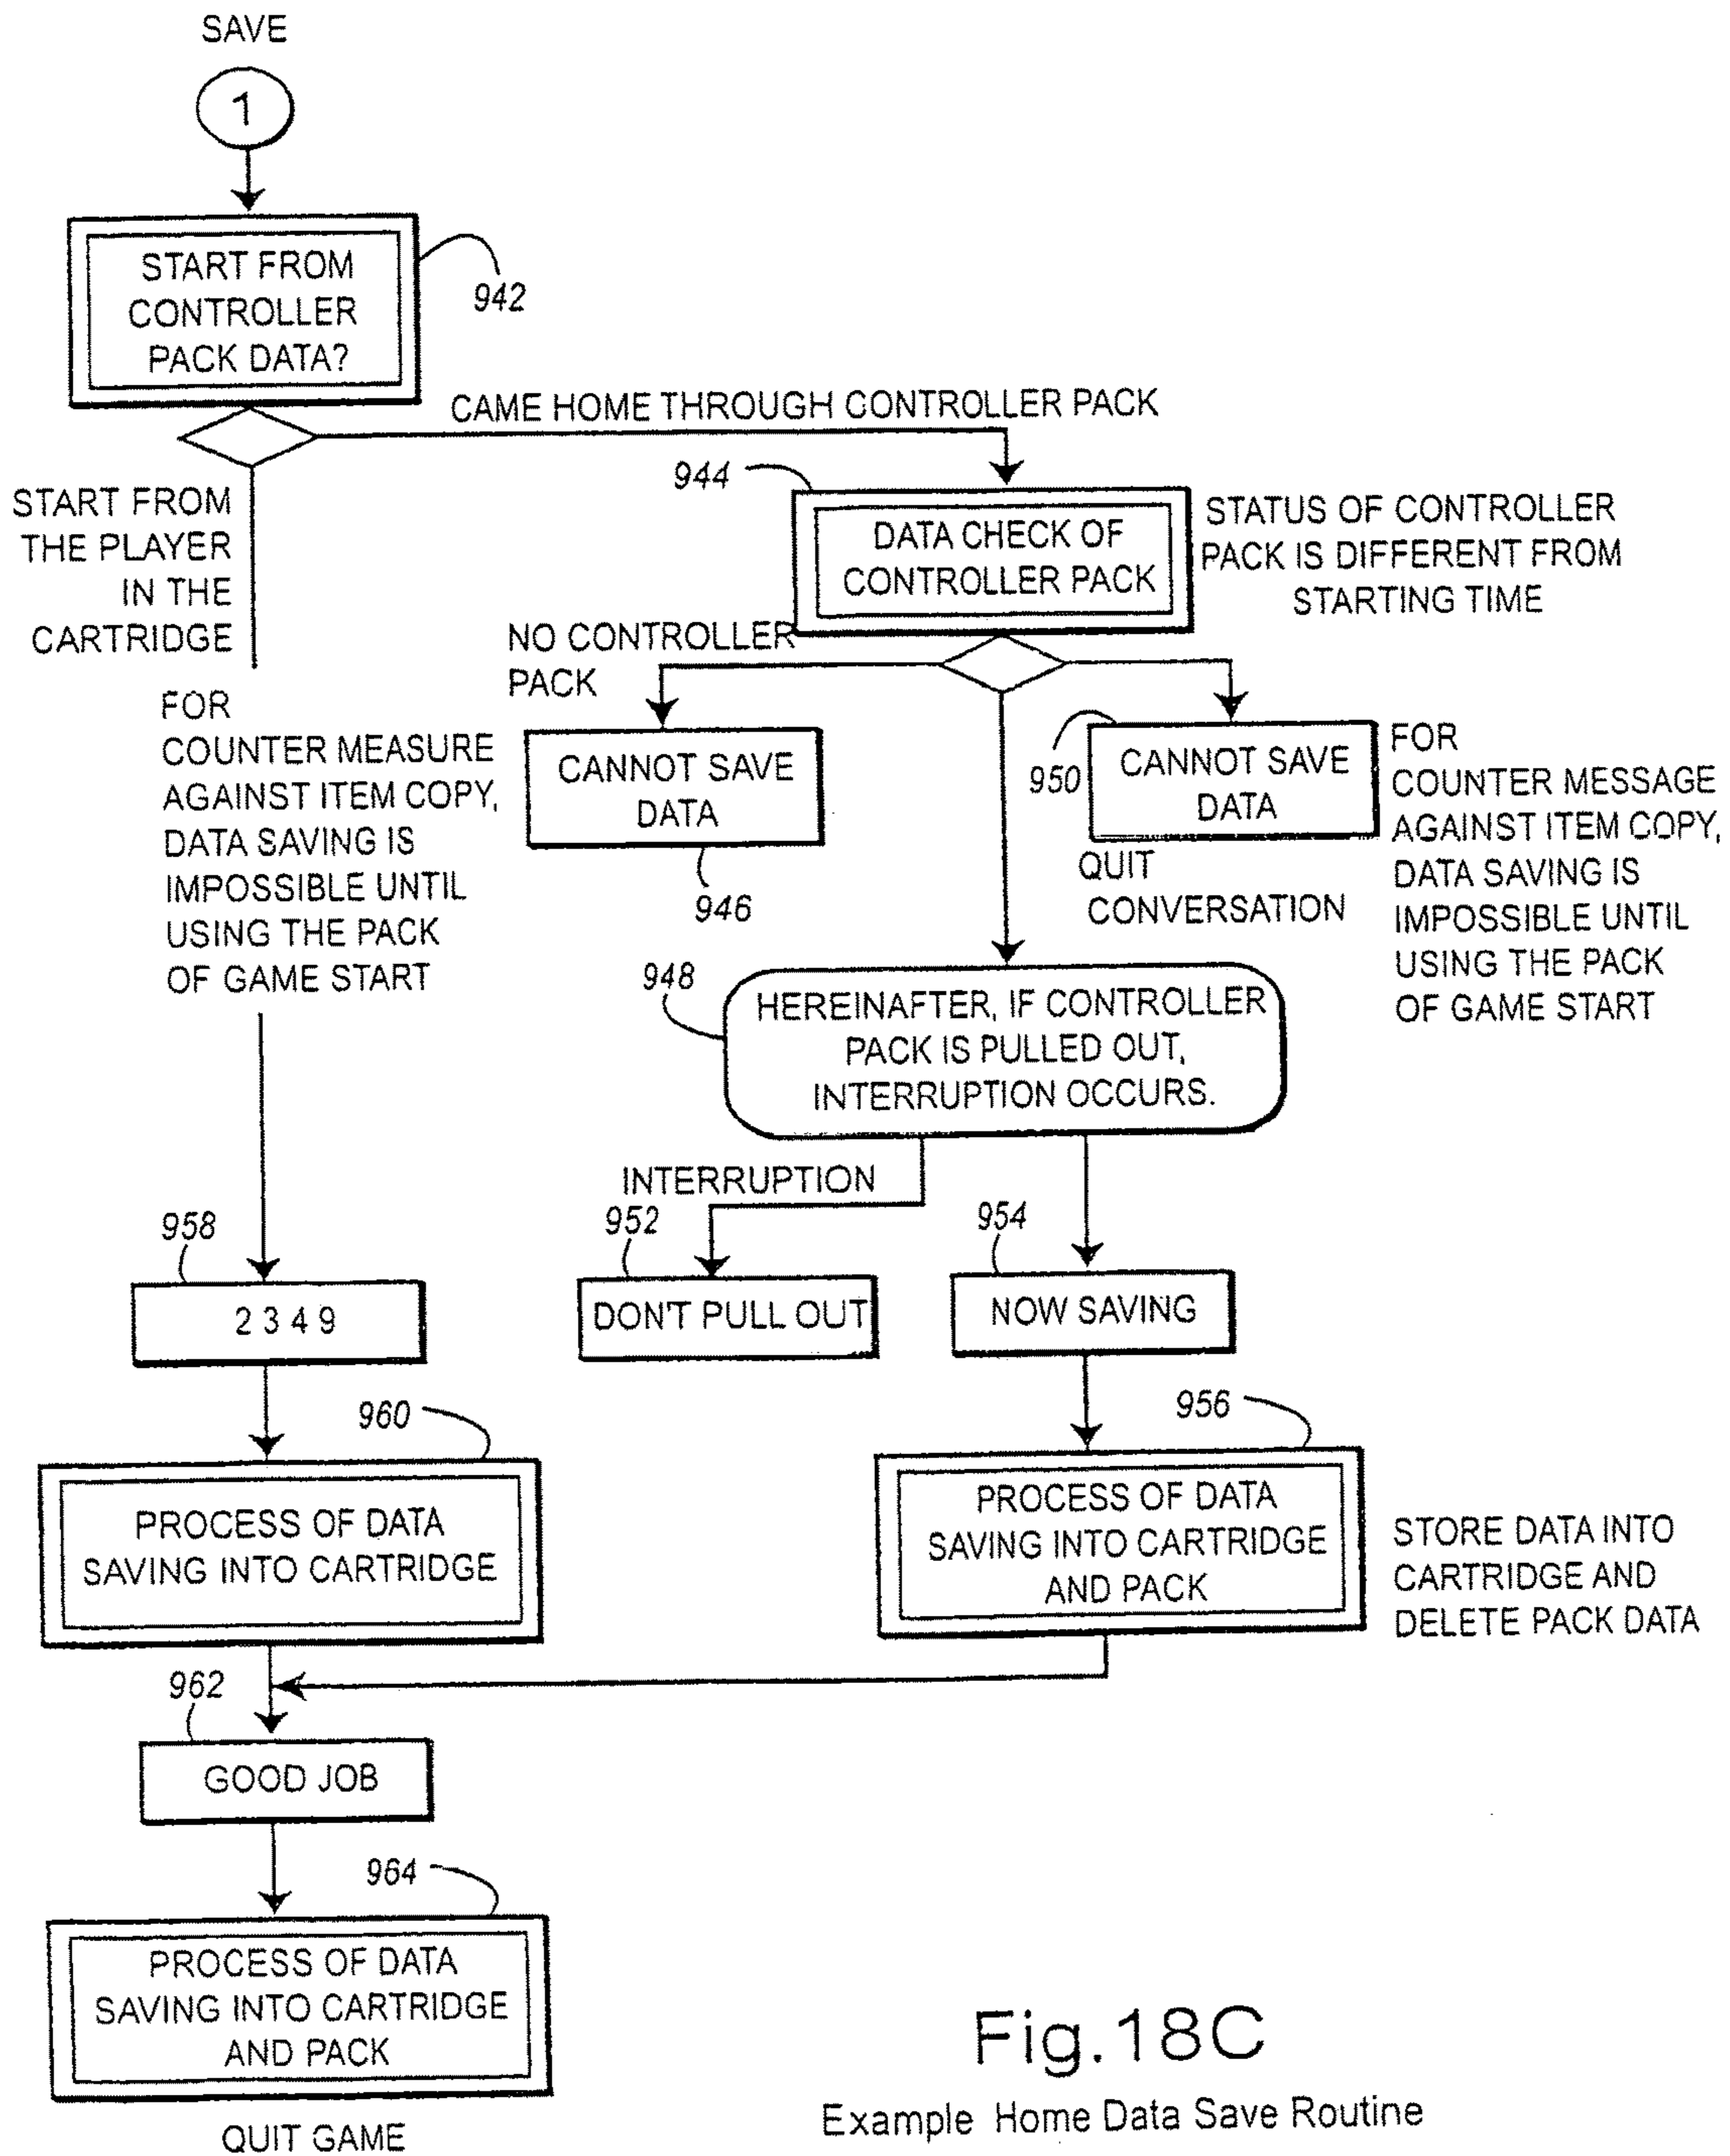 SAVE
1
START FROM
CONTROLLER
PACK DATA?
942
CAME HOME THROUGH CONTROLLER PACK
START FROM
THE PLAYER
IN THE
CARTRIDGE
944
DATA CHECK OF
CONTROLLER PACK
STATUS OF CONTROLLER
PACK IS DIFFERENT FROM
STARTING TIME
NO CONTROLLER
PACK
FOR
COUNTER MEASURE
AGAINST ITEM COPY,
DATA SAVING IS
IMPOSSIBLE UNTIL
USING THE PACK
OF GAME START
CANNOT SAVE
DATA
946
950
CANNOT SAVE
DATA
QUIT
CONVERSATION
FOR
COUNTER MESSAGE
AGAINST ITEM COPY,
DATA SAVING IS
IMPOSSIBLE UNTIL
USING THE PACK
OF GAME START
948
HEREINAFTER, IF CONTROLLER
PACK IS PULLED OUT,
INTERRUPTION OCCURS.
INTERRUPTION
952
DON'T PULL OUT
954
NOW SAVING
958
2 3 4 9
960
PROCESS OF DATA
SAVING INTO CARTRIDGE
956
PROCESS OF DATA
SAVING INTO CARTRIDGE
AND PACK
STORE DATA INTO
CARTRIDGE AND
DELETE PACK DATA
962
GOOD JOB
964
PROCESS OF DATA
SAVING INTO CARTRIDGE
AND PACK
QUIT GAME
Fig.18C
Example Home Data Save Routine